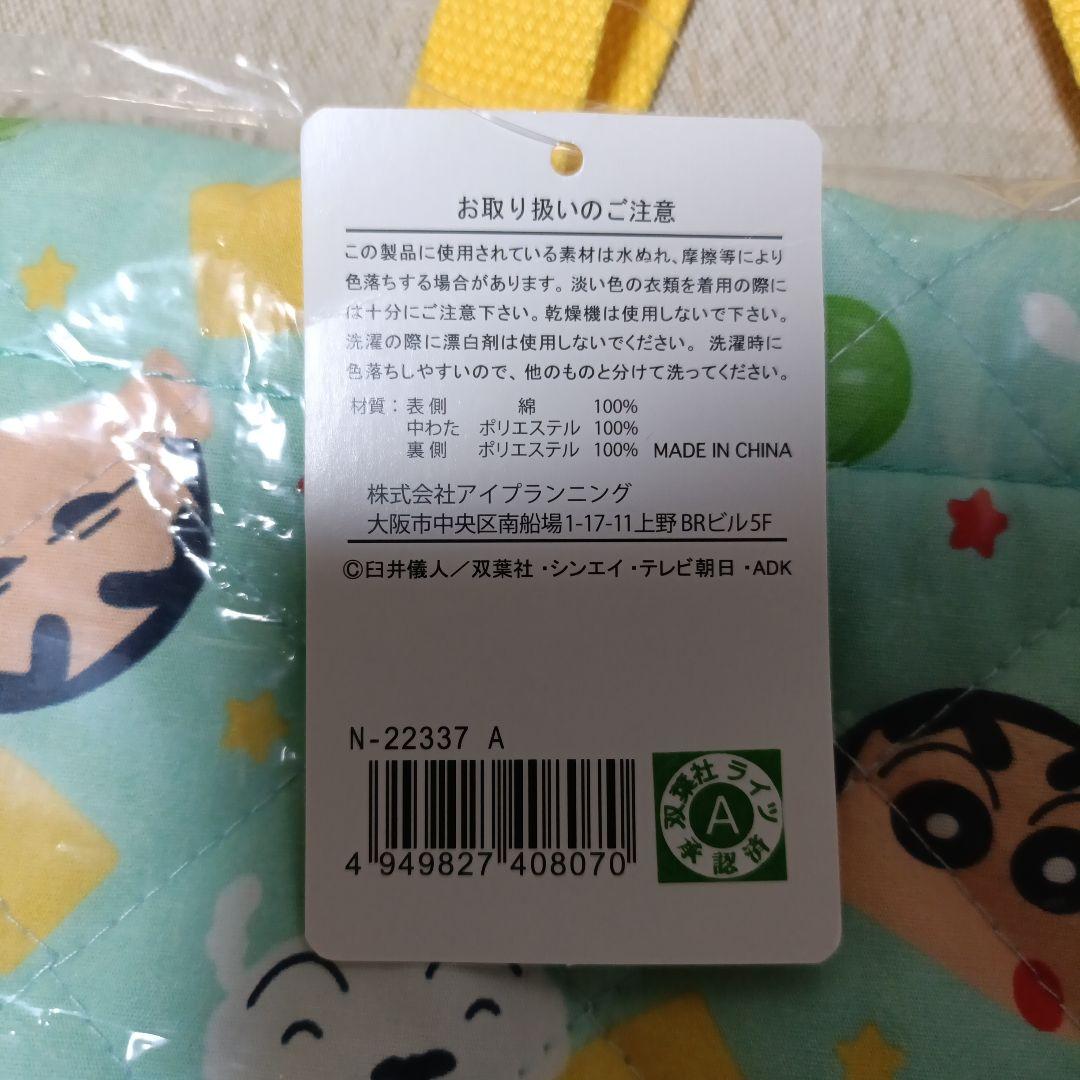 お取り扱いのご注意
この製品に使用されている素材は水ぬれ、摩擦等により
色落ちする場合があります。淡い色の衣類を着用の際に
は十分にご注意下さい。乾燥機は使用しないで下さい。
洗濯の際に漂白剤は使用しないでください。 洗濯時に
色落ちしやすいので、他のものと分けて洗ってください。
材質：表側 綿 100%
中わた ポリエステル 100%
裏側 ポリエステル 100% MADE IN CHINA
株式会社アイプランニング
大阪市中央区南船場1-17-11上野BRビル5F
©臼井儀人／双葉社・シンエイ・テレビ朝日・ADK
N-22337 A
4 949827 408070
双葉社ライツ
A
承認済